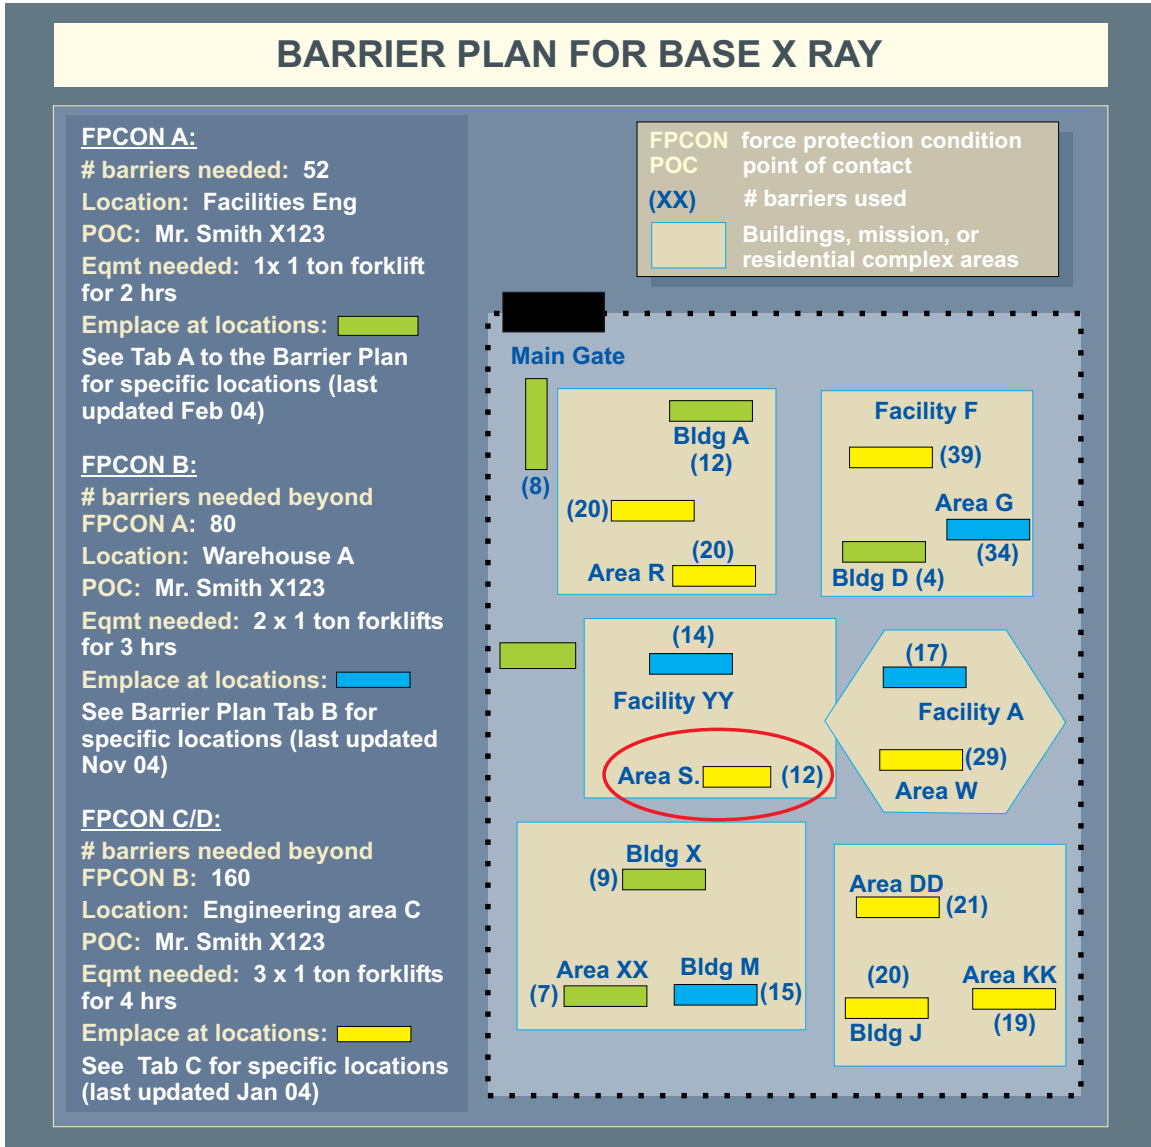 BARRIER PLAN FOR BASE X RAY
FPCON A:
# barriers needed: 52
Location: Facilities Eng
POC: Mr. Smith X123
Eqmt needed: 1x 1 ton forklift
for 2 hrs
Emplace at locations:
See Tab A to the Barrier Plan
for specific locations (last
updated Feb 04)
FPCON B:
# barriers needed beyond
FPCON A: 80
Location: Warehouse A
POC: Mr. Smith X123
Eqmt needed: 2 x 1 ton forklifts
for 3 hrs
Emplace at locations:
See Barrier Plan Tab B for
specific locations (last updated
Nov 04)
FPCON C/D:
# barriers needed beyond
FPCON B: 160
Location: Engineering area C
POC: Mr. Smith X123
Eqmt needed: 3 x 1 ton forklifts
for 4 hrs
Emplace at locations:
See Tab C for specific locations
(last updated Jan 04)
FPCON force protection condition
POC point of contact
(XX) # barriers used
Buildings, mission, or
residential complex areas
Main Gate
(8)
Bldg A
(12)
(20)
(20)
Area R
Facility F
(39)
Area G
(34)
Bldg D (4)
(14)
Facility YY
Area S. (12)
(17)
Facility A
(29)
Area W
Bldg X
(9)
Area XX
(7)
Bldg M
(15)
Area DD
(21)
(20)
Bldg J
Area KK
(19)